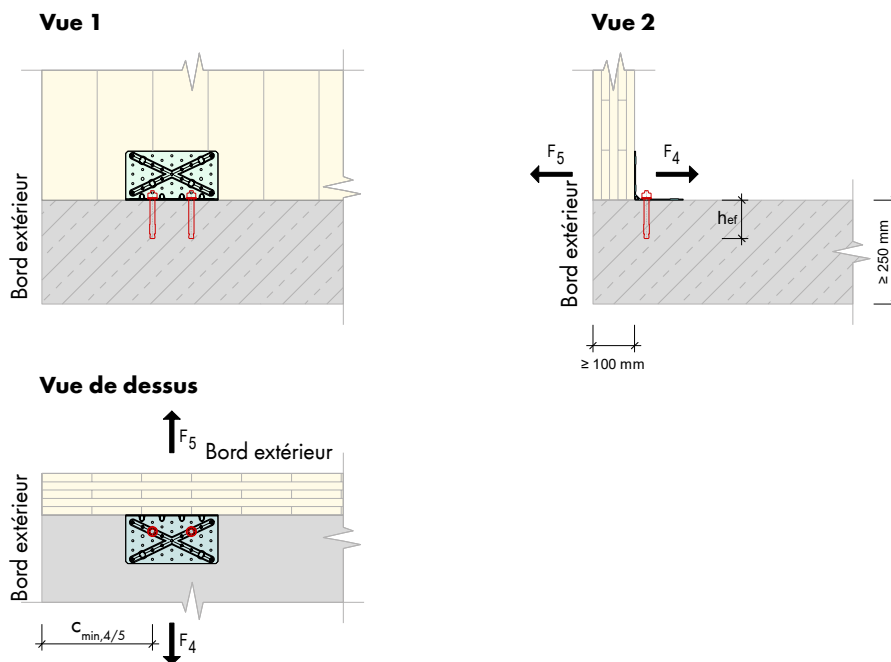 Vue 1
Bord extérieur
Vue 2
F5
F4
Bord extérieur
hef
≥ 250 mm
≥ 100 mm
Vue de dessus
F5
Bord extérieur
Bord extérieur
cmin,4/5
F4